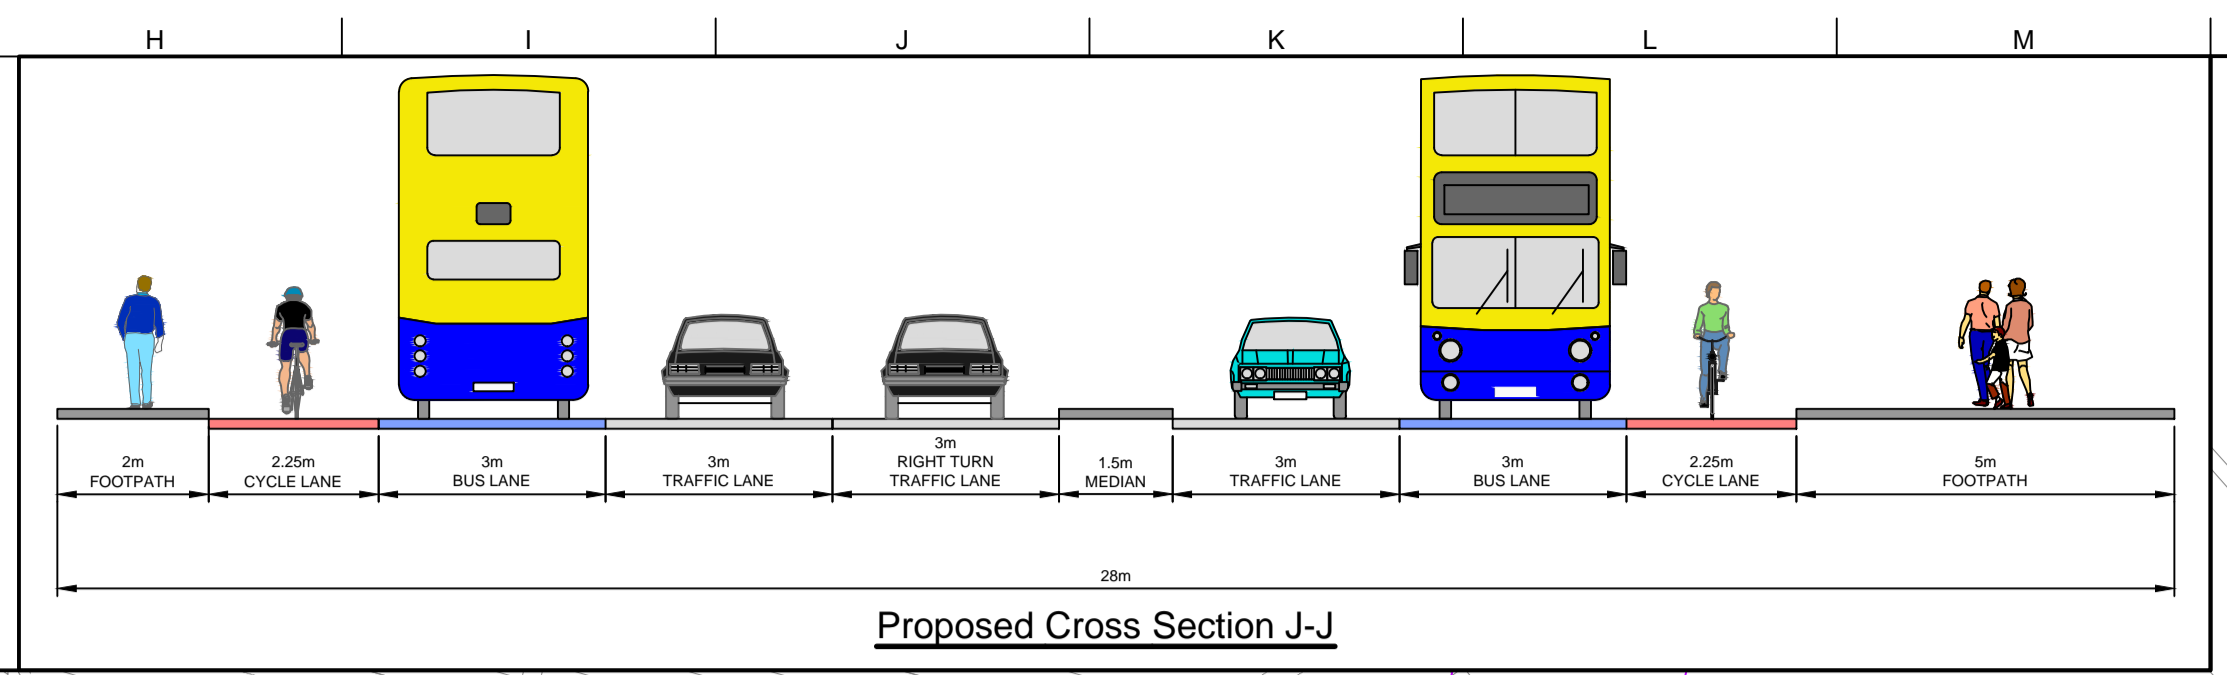 H I J K L M
2m
FOOTPATH
2.25m
CYCLE LANE
3m
BUS LANE
3m
TRAFFIC LANE
3m
RIGHT TURN
TRAFFIC LANE
1.5m
MEDIAN
3m
TRAFFIC LANE
3m
BUS LANE
2.25m
CYCLE LANE
5m
FOOTPATH
28m
Proposed Cross Section J-J